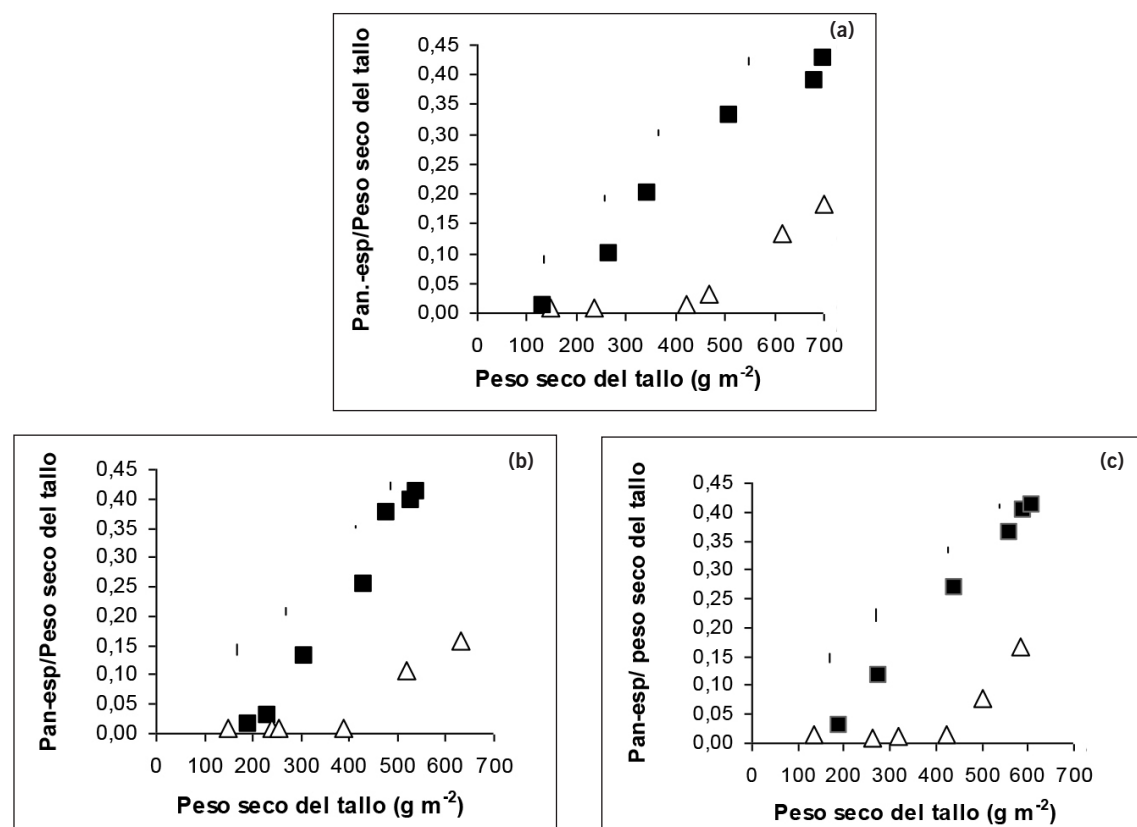 (a)
Pan.-esp/Peso seco del tallo
0,45
0,40
0,35
0,30
0,25
0,20
0,15
0,10
0,05
0,00
0 100 200 300 400 500 600 700
Peso seco del tallo (g m-2)
(b)
Pan-esp/Peso seco del tallo
0,45
0,40
0,35
0,30
0,25
0,20
0,15
0,10
0,05
0,00
0 100 200 300 400 500 600 700
Peso seco del tallo (g m-2)
(c)
Pan-esp/ peso seco del tallo
0,45
0,40
0,35
0,30
0,25
0,20
0,15
0,10
0,05
0,00
0 100 200 300 400 500 600 700
Peso seco del tallo (g m-2)